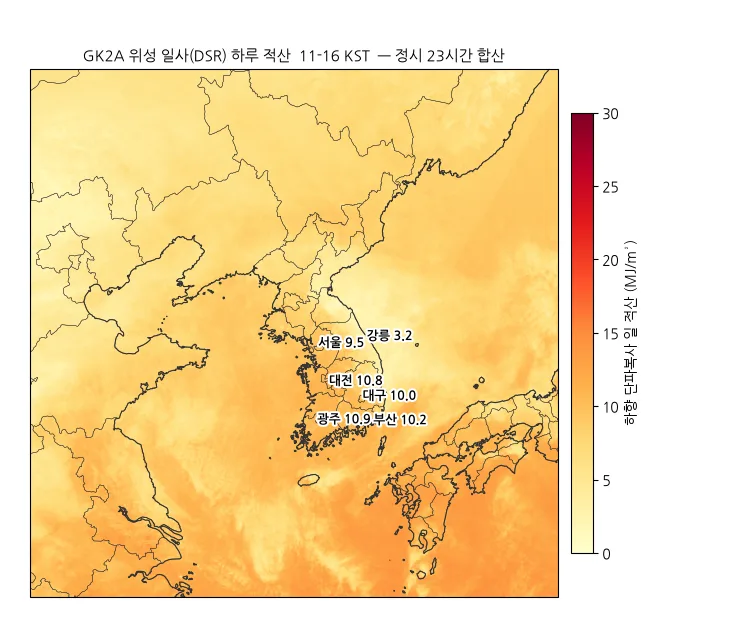 GK2A 위성 일사(DSR) 하루 적산 11-16 KST — 정시 23시간 합산
30
25
20
15
10
5
0
하향 단파복사 일 적산 (MJ/m²)
서울 9.5
강릉 3.2
대전 10.8
대구 10.0
광주 10.9
부산 10.2